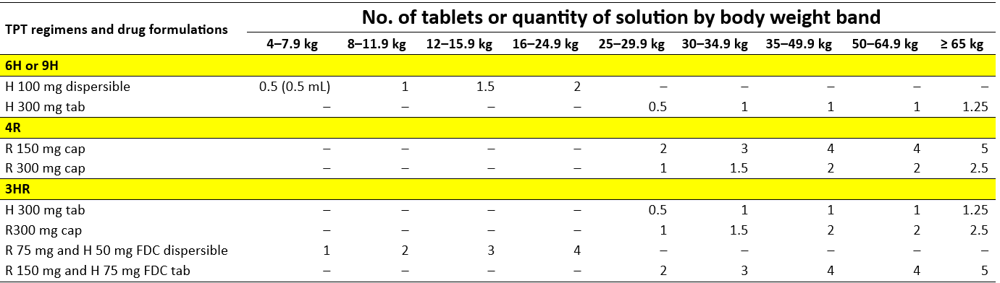 No. of tablets or quantity of solution by body weight band
TPT regimens and drug formulations
4–7.9 kg 8–11.9 kg 12–15.9 kg 16–24.9 kg 25–29.9 kg 30–34.9 kg 35–49.9 kg 50–64.9 kg ≥ 65 kg
6H or 9H
H 100 mg dispersible 0.5 (0.5 mL) 1 1.5 2 – – – – –
H 300 mg tab – – – – 0.5 1 1 1 1.25
4R
R 150 mg cap – – – – 2 3 4 4 5
R 300 mg cap – – – – 1 1.5 2 2 2.5
3HR
H 300 mg tab – – – – 0.5 1 1 1 1.25
R300 mg cap – – – – 1 1.5 2 2 2.5
R 75 mg and H 50 mg FDC dispersible 1 2 3 4 – – – – –
R 150 mg and H 75 mg FDC tab – – – – 2 3 4 4 5